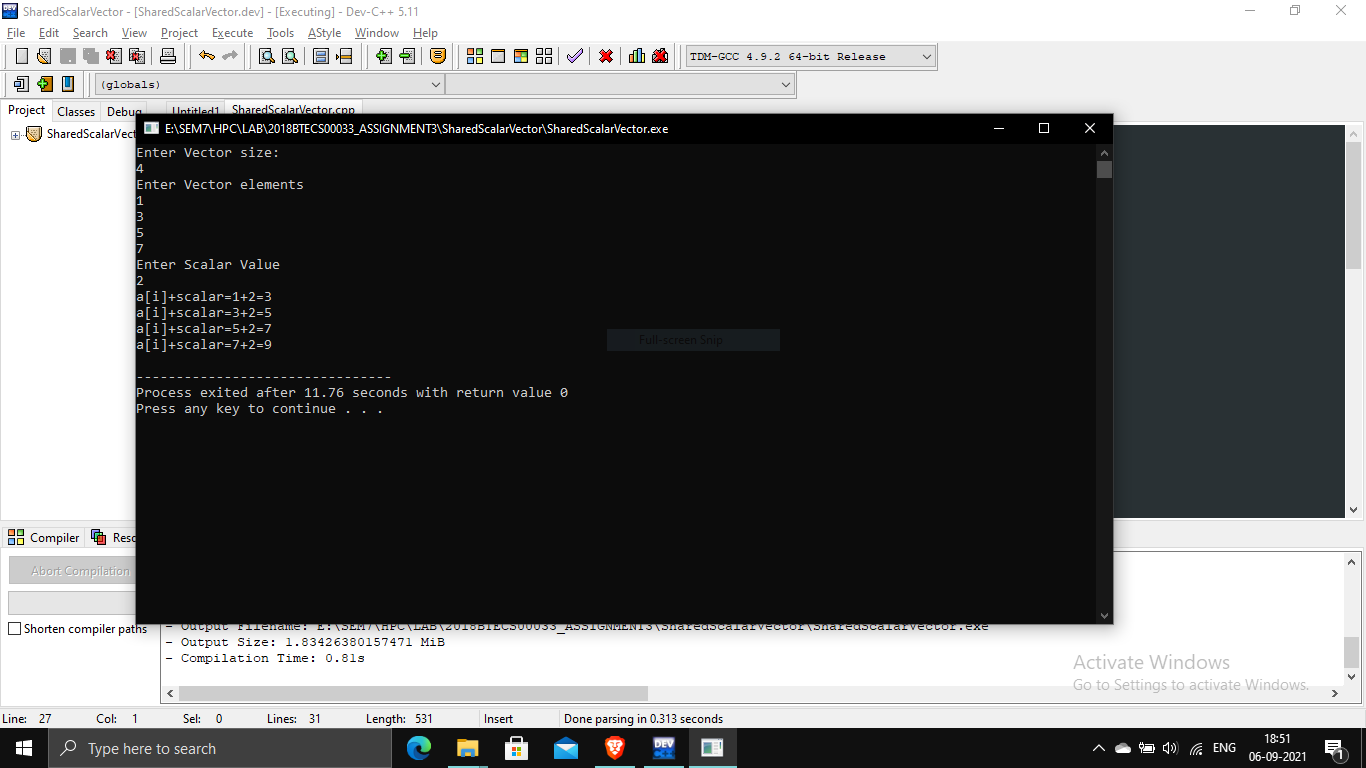 SharedScalarVector - [SharedScalarVector.dev] - [Executing] - Dev-C++ 5.11
File Edit Search View Project Execute Tools AStyle Window Help
TDM-GCC 4.9.2 64-bit Release
(globals)
Project Classes Debug Untitled1 SharedScalarVector.cpp
SharedScalarVect
E:\SEM7\HPC\LAB\2018BTECS00033_ASSIGNMENT3\SharedScalarVector\SharedScalarVector.exe
Enter Vector size:
4
Enter Vector elements
1
3
5
7
Enter Scalar Value
2
a[i]+scalar=1+2=3
a[i]+scalar=3+2=5
a[i]+scalar=5+2=7
a[i]+scalar=7+2=9
Full-screen Snip
--------------------------------
Process exited after 11.76 seconds with return value 0
Press any key to continue . . .
Compiler Reso
Abort Compilation
Shorten compiler paths
- Output Filename: E:\SEM7\HPC\LAB\2018BTECS00033_ASSIGNMENT3\SharedScalarVector\SharedScalarVector.exe
- Output Size: 1.83426380157471 MiB
- Compilation Time: 0.81s
Activate Windows
Go to Settings to activate Windows.
Line: 27 Col: 1 Sel: 0 Lines: 31 Length: 531 Insert Done parsing in 0.313 seconds
Type here to search
DEV
ENG
18:51
06-09-2021
1